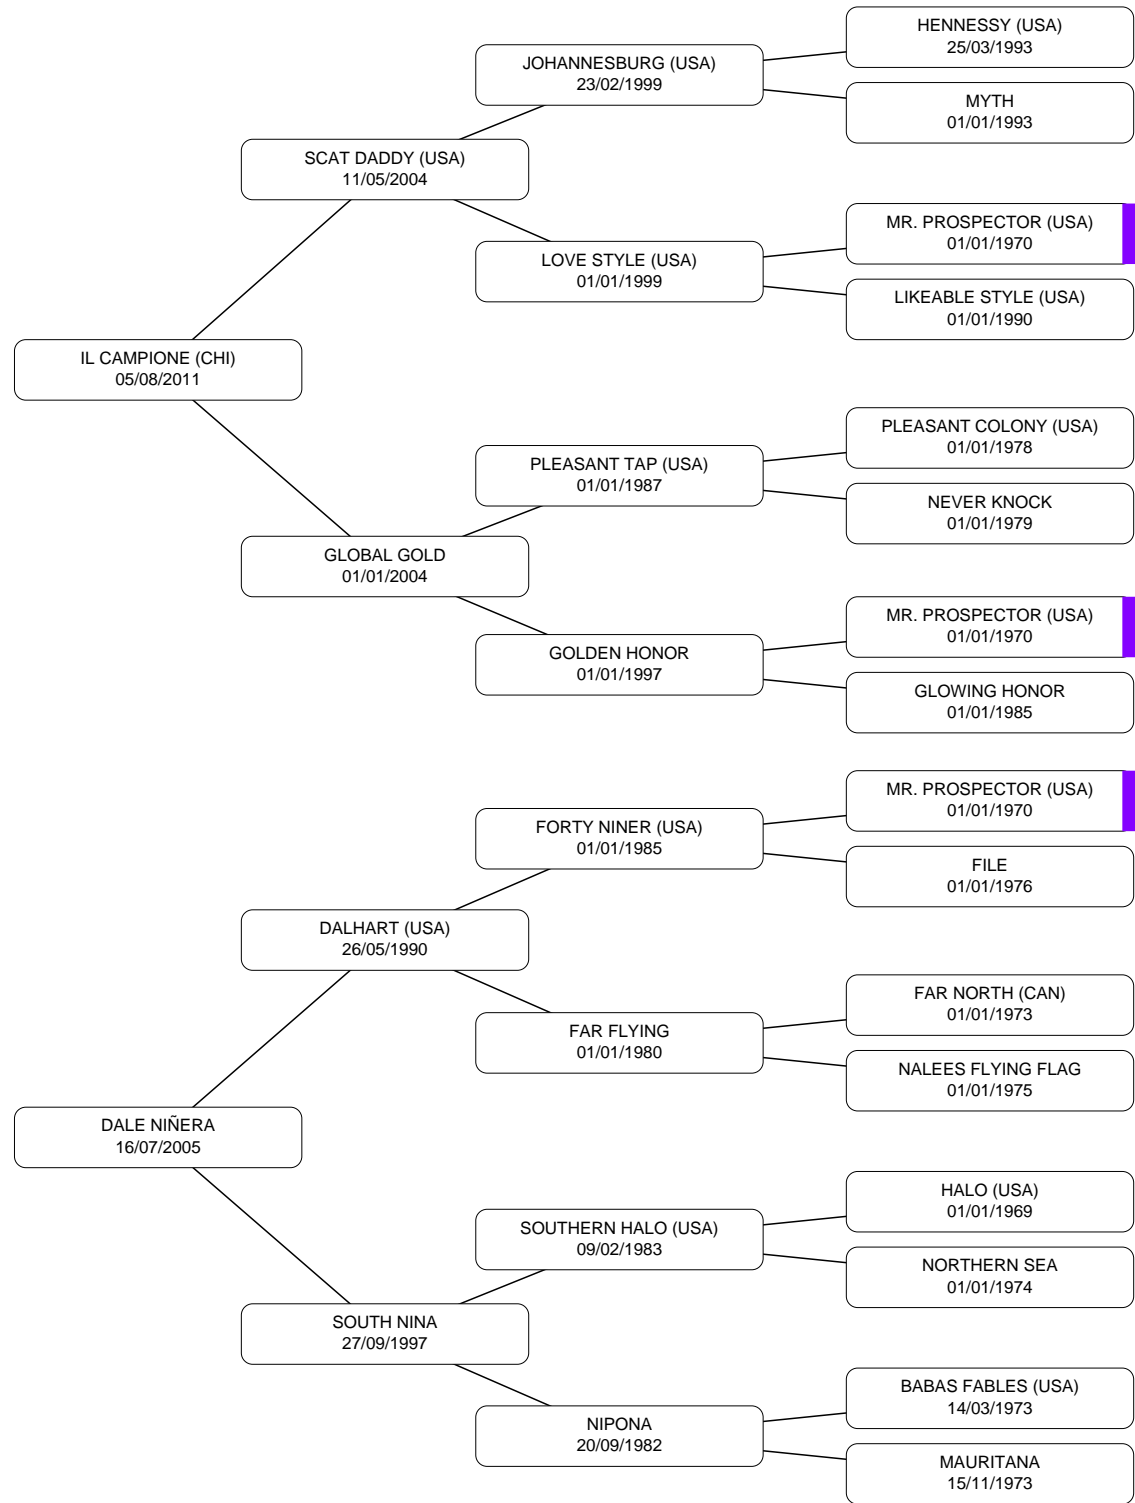 HENNESSY (USA)
25/03/1993
JOHANNESBURG (USA)
23/02/1999
MYTH
01/01/1993
SCAT DADDY (USA)
11/05/2004
MR. PROSPECTOR (USA)
01/01/1970
LOVE STYLE (USA)
01/01/1999
LIKEABLE STYLE (USA)
01/01/1990
IL CAMPIONE (CHI)
05/08/2011
PLEASANT COLONY (USA)
01/01/1978
PLEASANT TAP (USA)
01/01/1987
NEVER KNOCK
01/01/1979
GLOBAL GOLD
01/01/2004
MR. PROSPECTOR (USA)
01/01/1970
GOLDEN HONOR
01/01/1997
GLOWING HONOR
01/01/1985
MR. PROSPECTOR (USA)
01/01/1970
FORTY NINER (USA)
01/01/1985
FILE
01/01/1976
DALHART (USA)
26/05/1990
FAR NORTH (CAN)
01/01/1973
FAR FLYING
01/01/1980
NALEES FLYING FLAG
01/01/1975
DALE NIÑERA
16/07/2005
HALO (USA)
01/01/1969
SOUTHERN HALO (USA)
09/02/1983
NORTHERN SEA
01/01/1974
SOUTH NINA
27/09/1997
BABAS FABLES (USA)
14/03/1973
NIPONA
20/09/1982
MAURITANA
15/11/1973